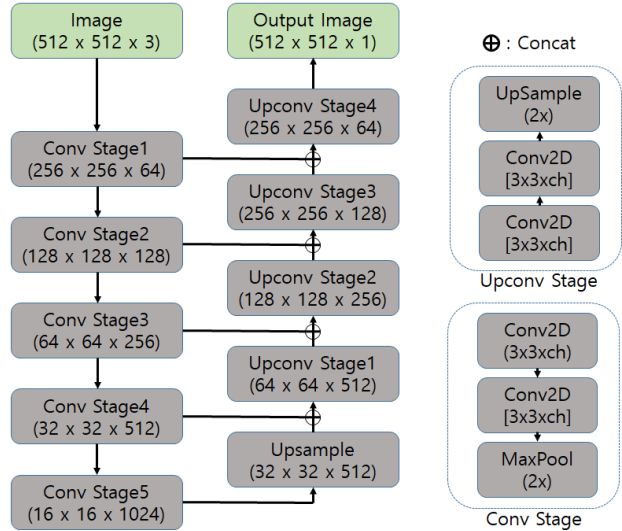 Image
(512 x 512 x 3)
Conv Stage1
(256 x 256 x 64)
Conv Stage2
(128 x 128 x 128)
Conv Stage3
(64 x 64 x 256)
Conv Stage4
(32 x 32 x 512)
Conv Stage5
(16 x 16 x 1024)
Output Image
(512 x 512 x 1)
Upconv Stage4
(256 x 256 x 64)
Upconv Stage3
(256 x 256 x 128)
Upconv Stage2
(128 x 128 x 256)
Upconv Stage1
(64 x 64 x 512)
Upsample
(32 x 32 x 512)
⊕ : Concat
UpSample
(2x)
Conv2D
[3x3xch]
Conv2D
[3x3xch]
Upconv Stage
Conv2D
(3x3xch)
Conv2D
[3x3xch]
MaxPool
(2x)
Conv Stage